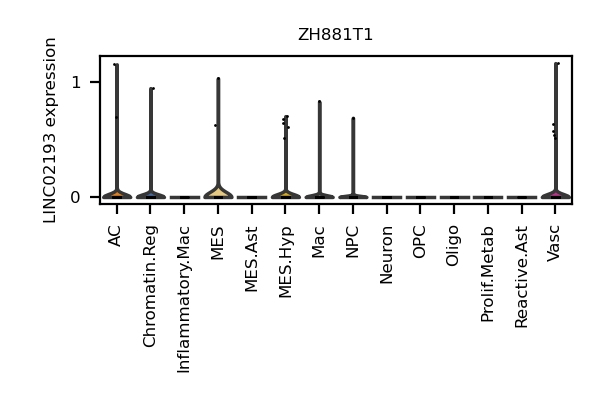 ZH881T1
LINC02193 expression
1
0
AC
Chromatin.Reg
Inflammatory.Mac
MES
MES.Ast
MES.Hyp
Mac
NPC
Neuron
OPC
Oligo
Prolif.Metab
Reactive.Ast
Vasc